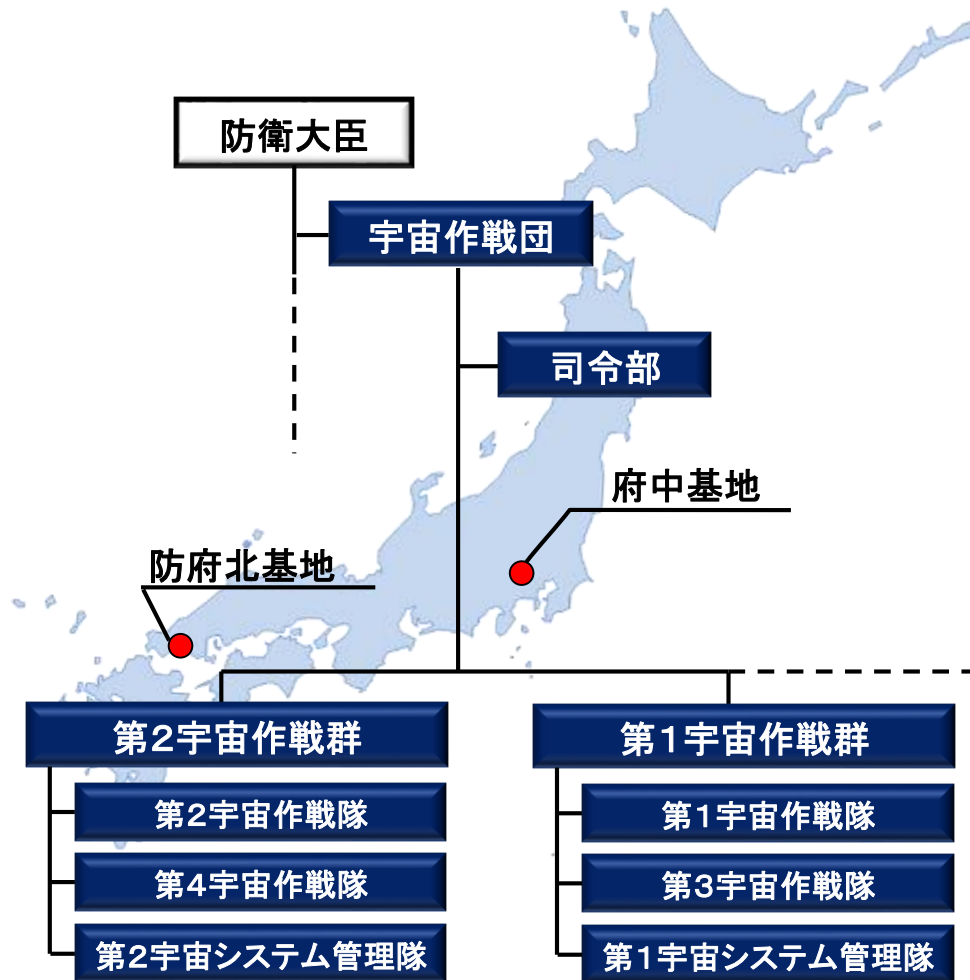 防衛大臣
宇宙作戦団
司令部
府中基地
防府北基地
第2宇宙作戦群
第2宇宙作戦隊
第4宇宙作戦隊
第2宇宙システム管理隊
第1宇宙作戦群
第1宇宙作戦隊
第3宇宙作戦隊
第1宇宙システム管理隊